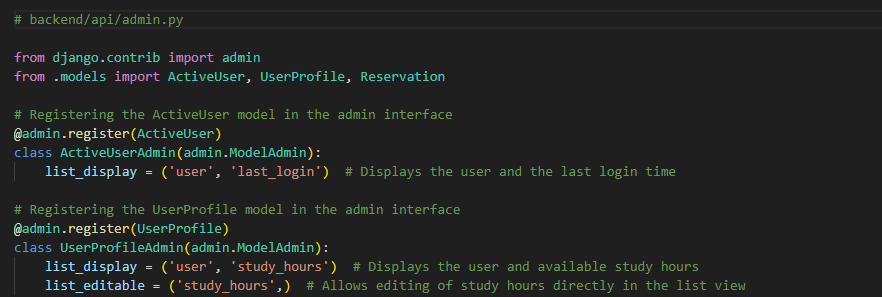 # backend/api/admin.py
from django.contrib import admin
from .models import ActiveUser, UserProfile, Reservation
# Registering the ActiveUser model in the admin interface
@admin.register(ActiveUser)
class ActiveUserAdmin(admin.ModelAdmin):
    list_display = ('user', 'last_login')  # Displays the user and the last login time
# Registering the UserProfile model in the admin interface
@admin.register(UserProfile)
class UserProfileAdmin(admin.ModelAdmin):
    list_display = ('user', 'study_hours')  # Displays the user and available study hours
    list_editable = ('study_hours',)  # Allows editing of study hours directly in the list view